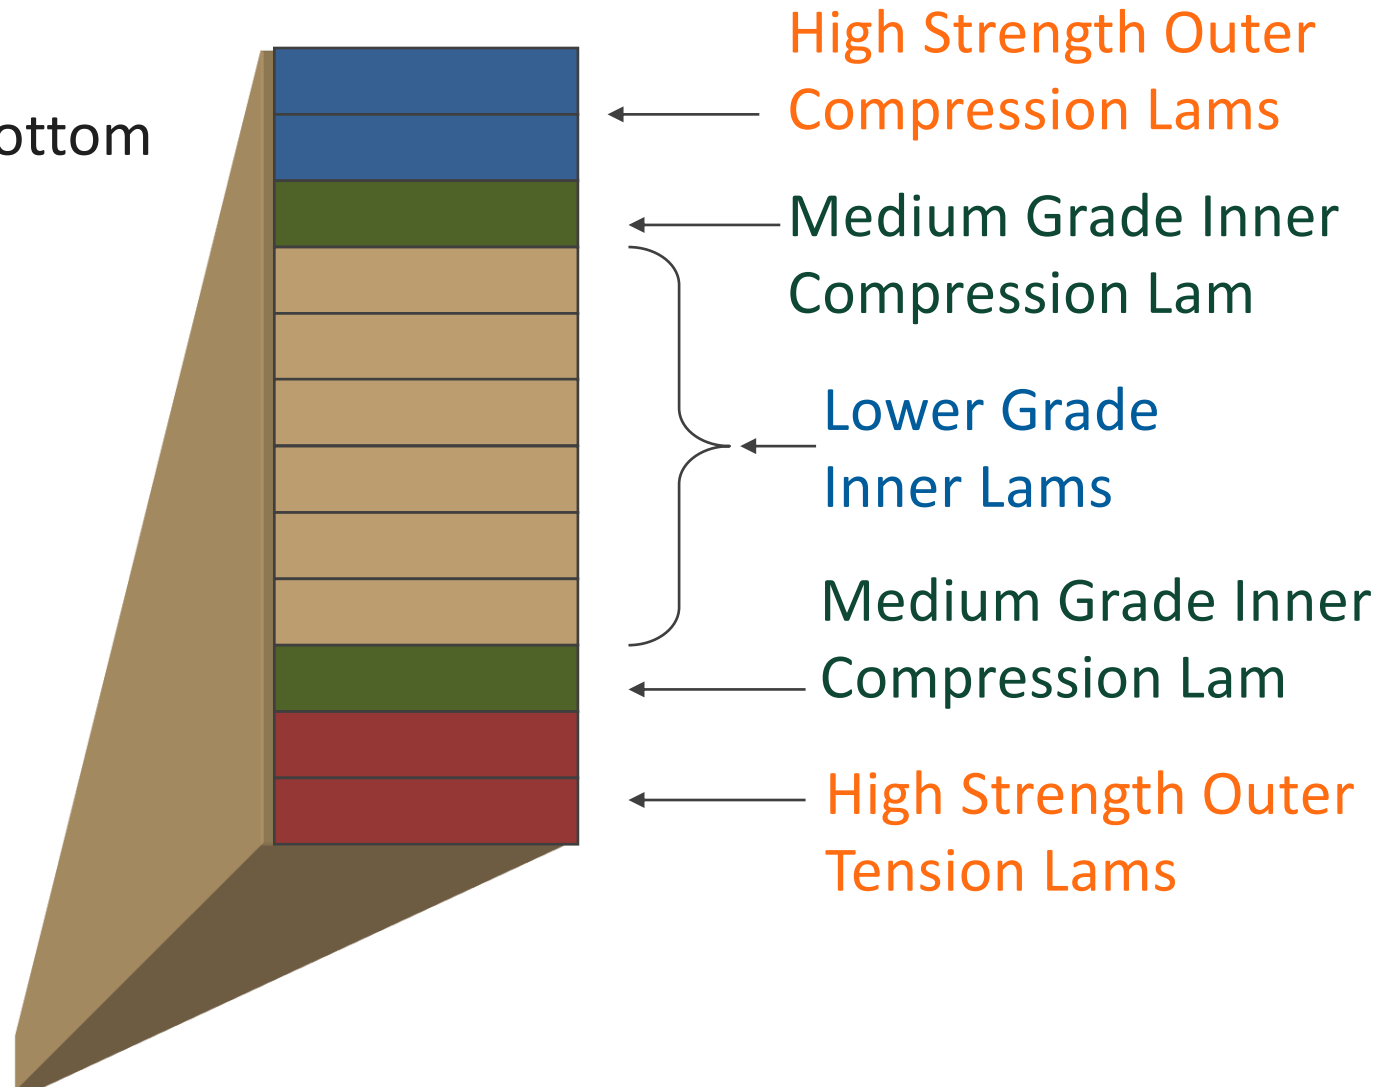 High Strength Outer
Compression Lams
ottom
Medium Grade Inner
Compression Lam
Lower Grade
Inner Lams
Medium Grade Inner
Compression Lam
High Strength Outer
Tension Lams